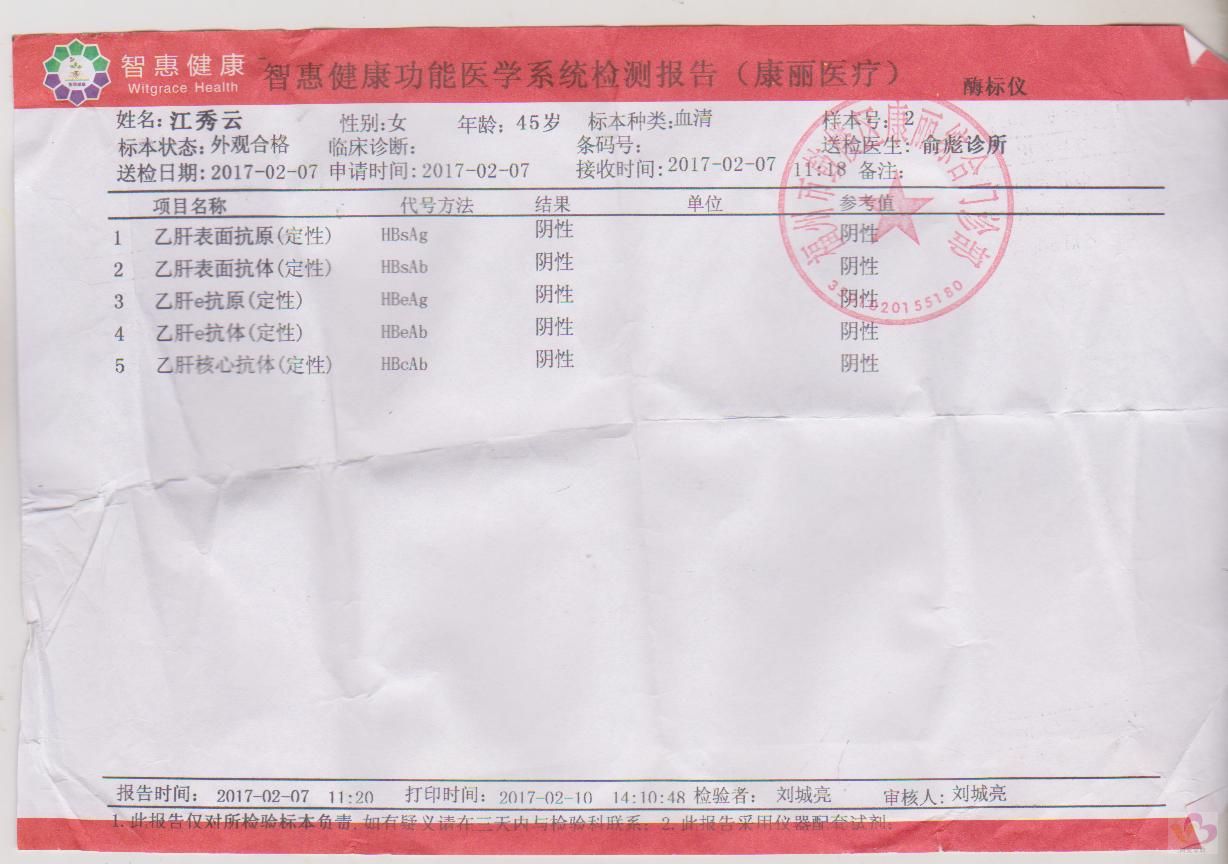 智惠健康
Witgrace Health
智惠健康功能医学系统检测报告（康丽医疗）
酶标仪
姓名: 江秀云 性别:女 年龄: 45岁 标本种类:血清 样本号: 2
标本状态: 外观合格 临床诊断: 条码号: 送检医生: 俞彪诊所
送检日期: 2017-02-07 申请时间: 2017-02-07 接收时间: 2017-02-07 11:18 备注:
项目名称 代号方法 结果 单位 参考值
1 乙肝表面抗原(定性) HBsAg 阴性 阴性
2 乙肝表面抗体(定性) HBsAb 阴性 阴性
3 乙肝e抗原(定性) HBeAg 阴性 阴性
4 乙肝e抗体(定性) HBeAb 阴性 阴性
5 乙肝核心抗体(定性) HBcAb 阴性 阴性
康丽综合门诊部
报告时间: 2017-02-07 11:20 打印时间: 2017-02-10 14:10:48 检验者: 刘城亮 审核人: 刘城亮
1.此报告仅对所检验标本负责,如有疑义请在三天内与检验科联系; 2.此报告采用仪器配套试剂;